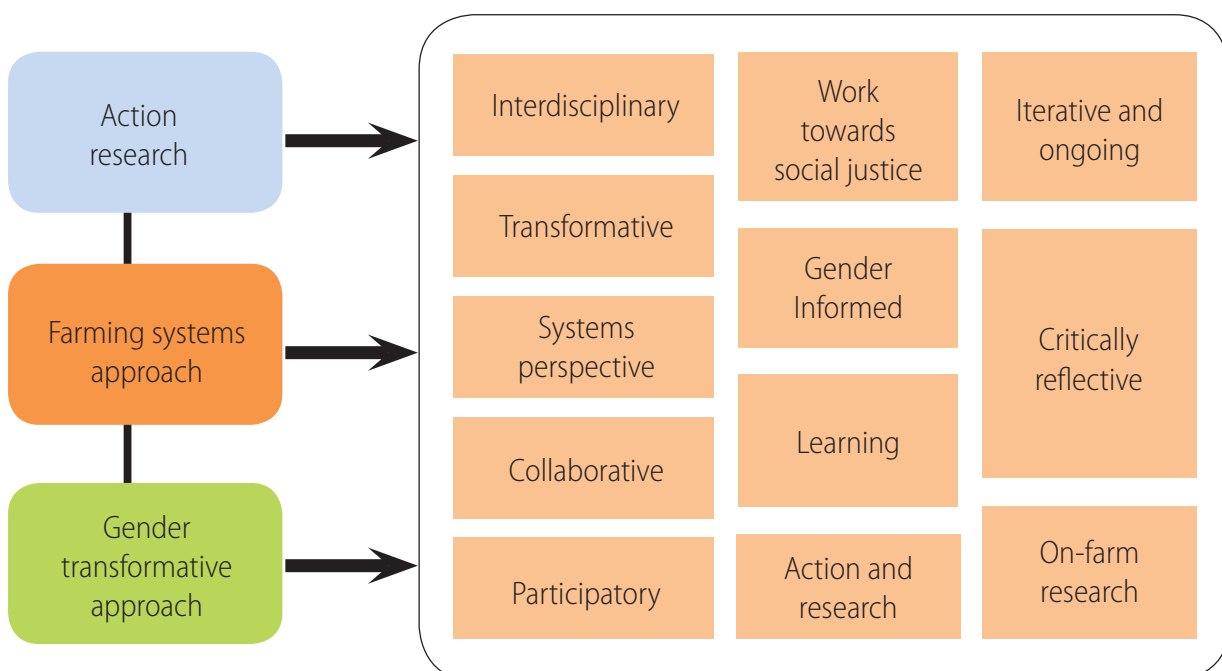 Action
research
Farming systems
approach
Gender
transformative
approach
Interdisciplinary
Transformative
Systems
perspective
Collaborative
Participatory
Work
towards
social justice
Gender
Informed
Learning
Action and
research
Iterative and
ongoing
Critically
reflective
On-farm
research